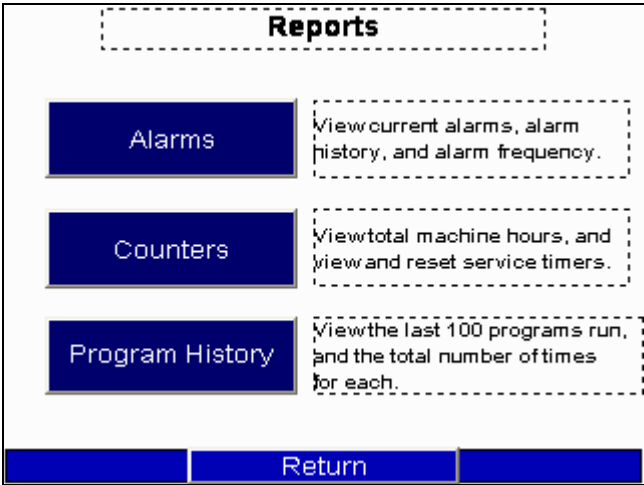 Reports
Alarms
View current alarms, alarm
history, and alarm frequency.
Counters
View total machine hours, and
view and reset service timers.
Program History
View the last 100 programs run,
and the total number of times
for each.
Return